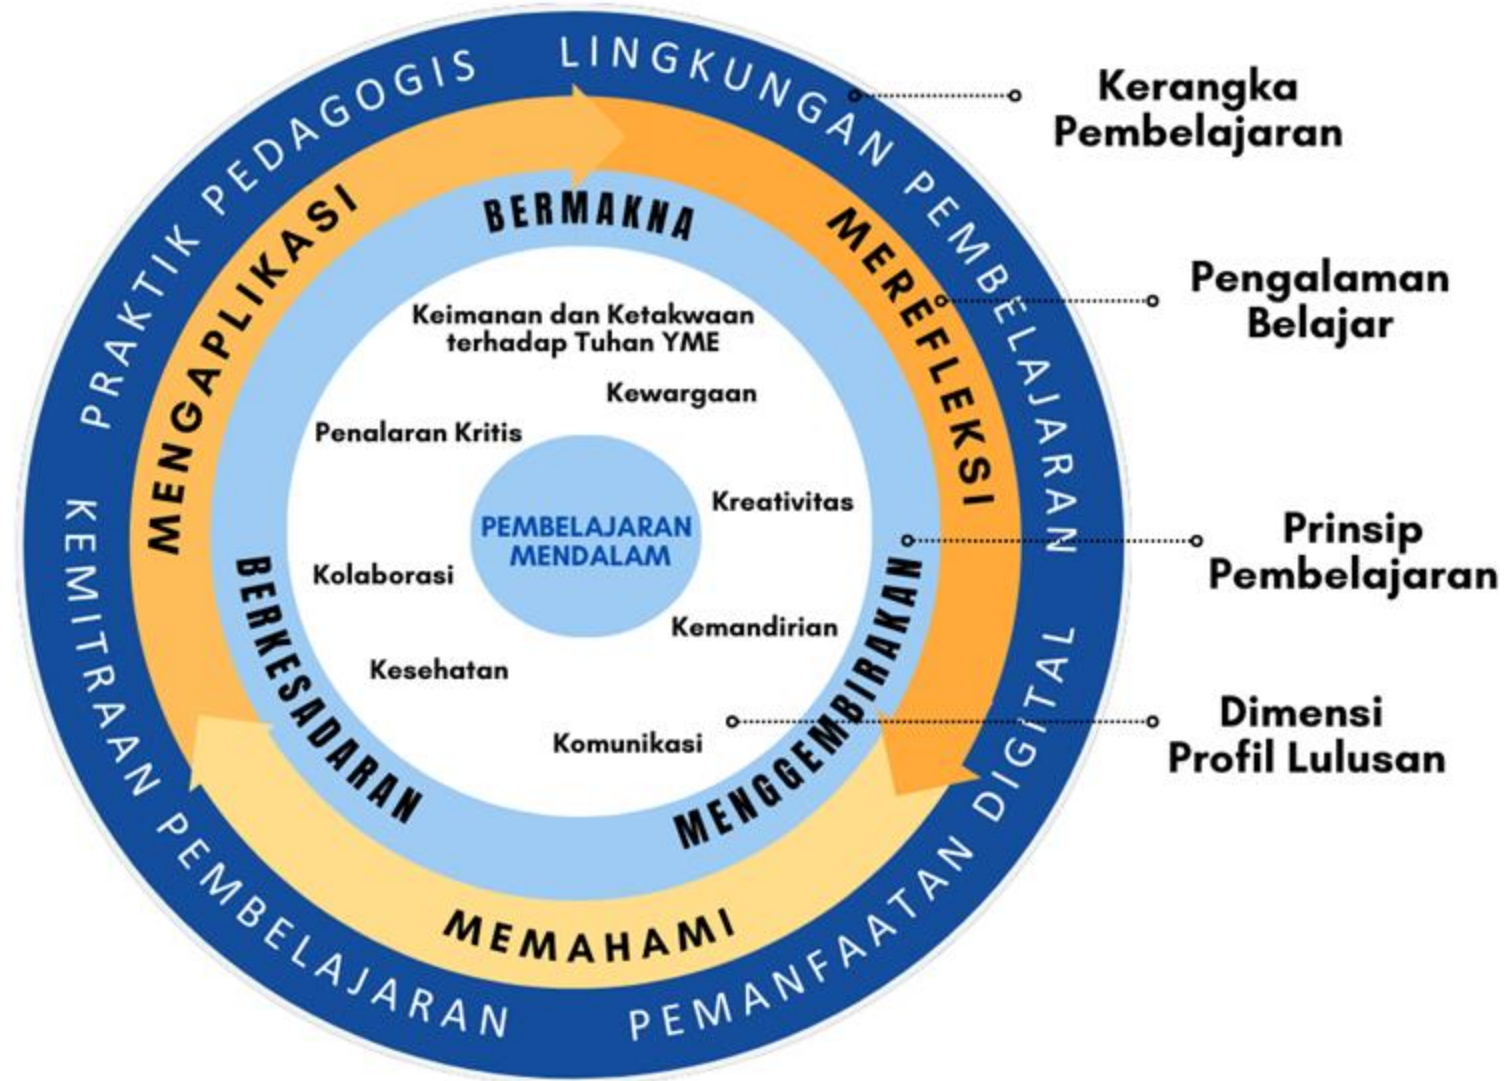 PRAKTIK PEDAGOGIS
LINGKUNGAN PEMBELAJARAN
PEMANFAATAN DIGITAL
KEMITRAAN PEMBELAJARAN
MENGAPLIKASI
MEREFLEKSI
MEMAHAMI
BERMAKNA
MENGGEMBIRAKAN
BERKESADARAN
Keimanan dan Ketakwaan
terhadap Tuhan YME
Kewargaan
Penalaran Kritis
Kreativitas
PEMBELAJARAN
MENDALAM
Kolaborasi
Kemandirian
Kesehatan
Komunikasi
Kerangka
Pembelajaran
Pengalaman
Belajar
Prinsip
Pembelajaran
Dimensi
Profil Lulusan